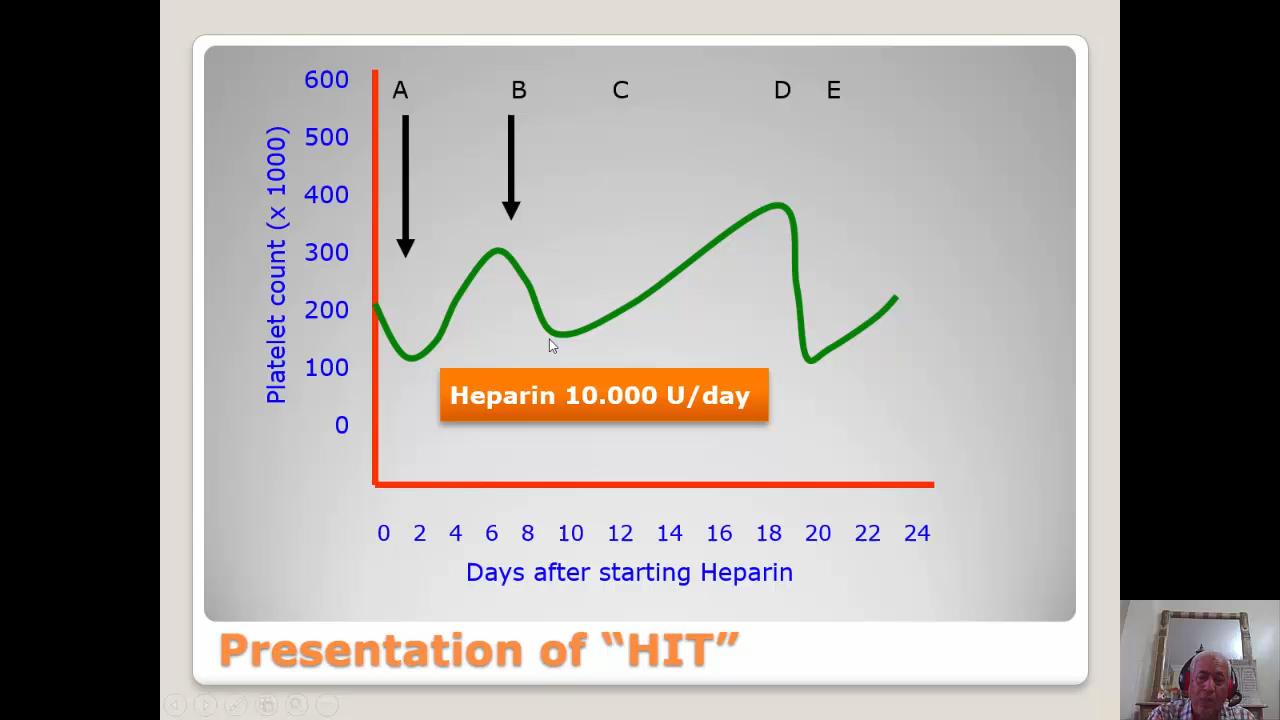 A B C D E
600
500
400
300
200
100
0
Platelet count (x 1000)
Heparin 10.000 U/day
0 2 4 6 8 10 12 14 16 18 20 22 24
Days after starting Heparin
Presentation of “HIT”